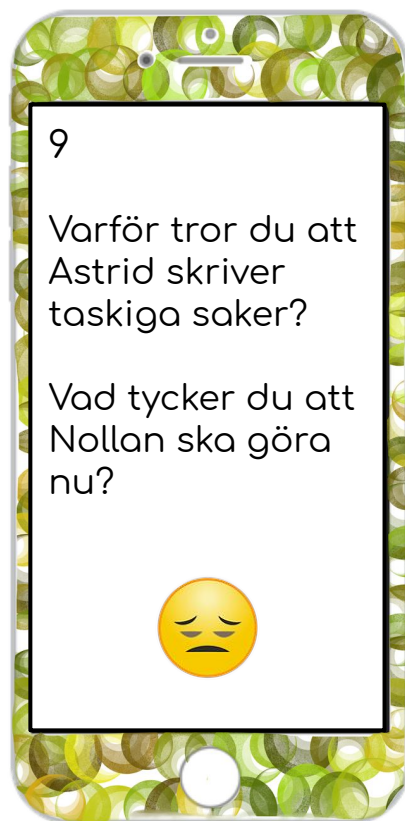 9
Varför tror du att
Astrid skriver
taskiga saker?
Vad tycker du att
Nollan ska göra
nu?